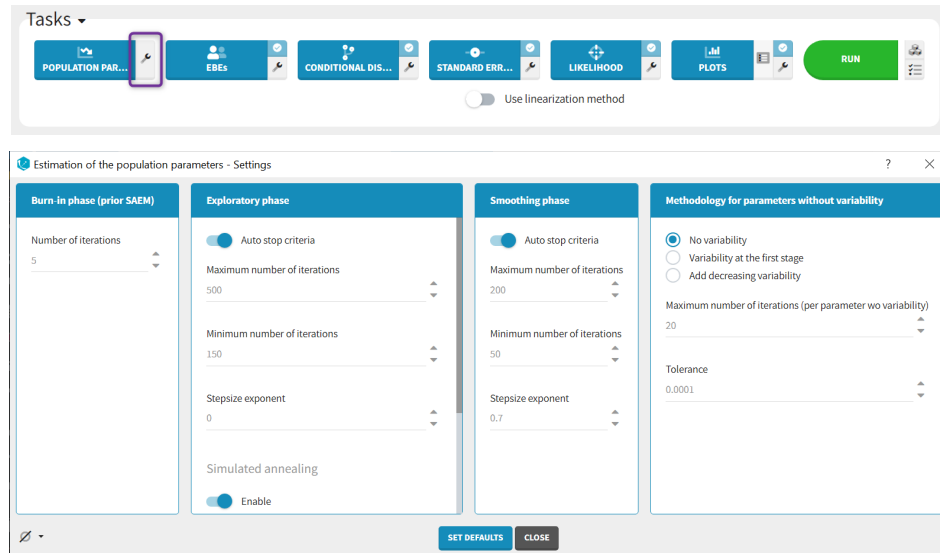 Tasks
POPULATION PAR...
EBEs
CONDITIONAL DIS...
STANDARD ERR...
LIKELIHOOD
PLOTS
RUN
Use linearization method
Estimation of the population parameters - Settings
?
Burn-in phase (prior SAEM)
Number of iterations
5
Exploratory phase
Auto stop criteria
Maximum number of iterations
500
Minimum number of iterations
150
Stepsize exponent
0
Simulated annealing
Enable
Smoothing phase
Auto stop criteria
Maximum number of iterations
200
Minimum number of iterations
50
Stepsize exponent
0.7
Methodology for parameters without variability
No variability
Variability at the first stage
Add decreasing variability
Maximum number of iterations (per parameter wo variability)
20
Tolerance
0.0001
SET DEFAULTS
CLOSE